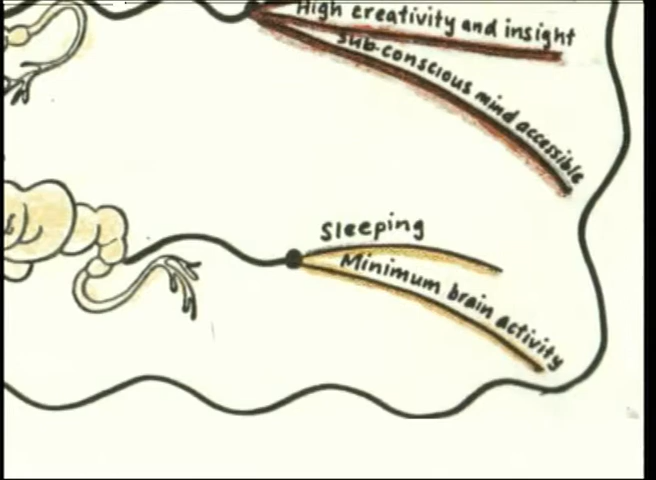 High creativity and insight
sub-conscious mind accessible
Sleeping
Minimum brain activity